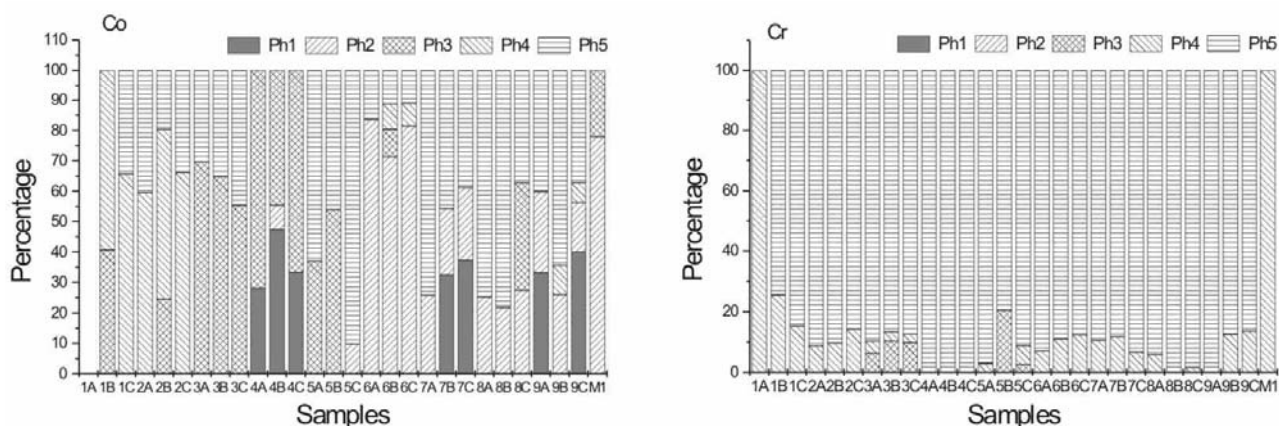 Co
Ph1 Ph2 Ph3 Ph4 Ph5
110
100
90
80
70
60
50
40
30
20
10
0
Percentage
1A 1B 1C 2A 2B 2C 3A 3B 3C 4A 4B 4C 5A 5B 5C 6A 6B 6C 7A 7B 7C 8A 8B 8C 9A 9B 9C M1
Samples
Cr
Ph1 Ph2 Ph3 Ph4 Ph5
100
80
60
40
20
0
Percentage
1A 1B 1C 2A 2B 2C 3A 3B 3C 4A 4B 4C 5A 5B 5C 6A 6B 6C 7A 7B 7C 8A 8B 8C 9A 9B 9C M1
Samples